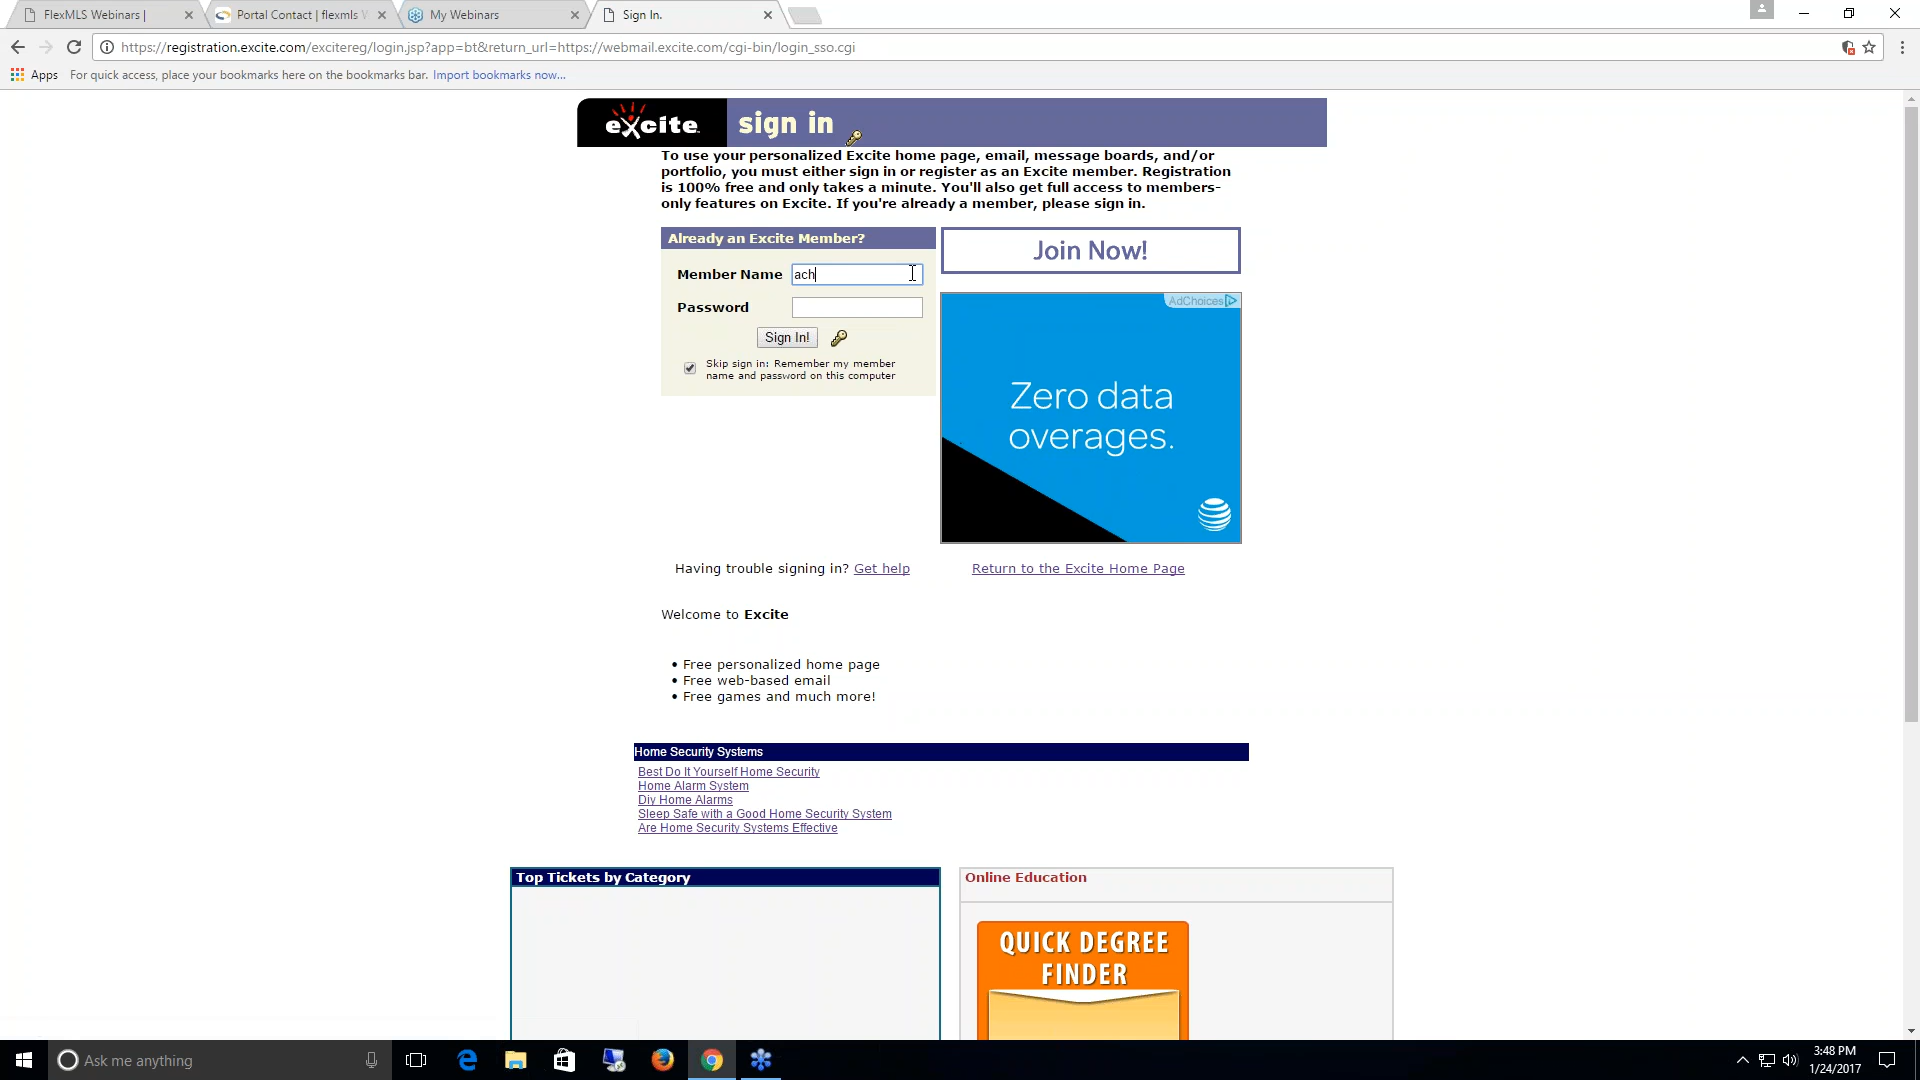 FlexMLS Webinars |
Portal Contact | flexmls W
My Webinars
Sign In.
https://registration.excite.com/excitereg/login.jsp?app=bt&return_url=https://webmail.excite.com/cgi-bin/login_sso.cgi
Apps For quick access, place your bookmarks here on the bookmarks bar. Import bookmarks now...
excite sign in
To use your personalized Excite home page, email, message boards, and/or
portfolio, you must either sign in or register as an Excite member. Registration
is 100% free and only takes a minute. You'll also get full access to members-
only features on Excite. If you're already a member, please sign in.
Already an Excite Member?
Member Name ach
Password
Sign In!
Skip sign in: Remember my member
name and password on this computer
Join Now!
AdChoices
Zero data
overages.
Having trouble signing in? Get help
Return to the Excite Home Page
Welcome to Excite
• Free personalized home page
• Free web-based email
• Free games and much more!
Home Security Systems
Best Do It Yourself Home Security
Home Alarm System
Diy Home Alarms
Sleep Safe with a Good Home Security System
Are Home Security Systems Effective
Top Tickets by Category
Online Education
QUICK DEGREE
FINDER
Ask me anything
3:48 PM
1/24/2017